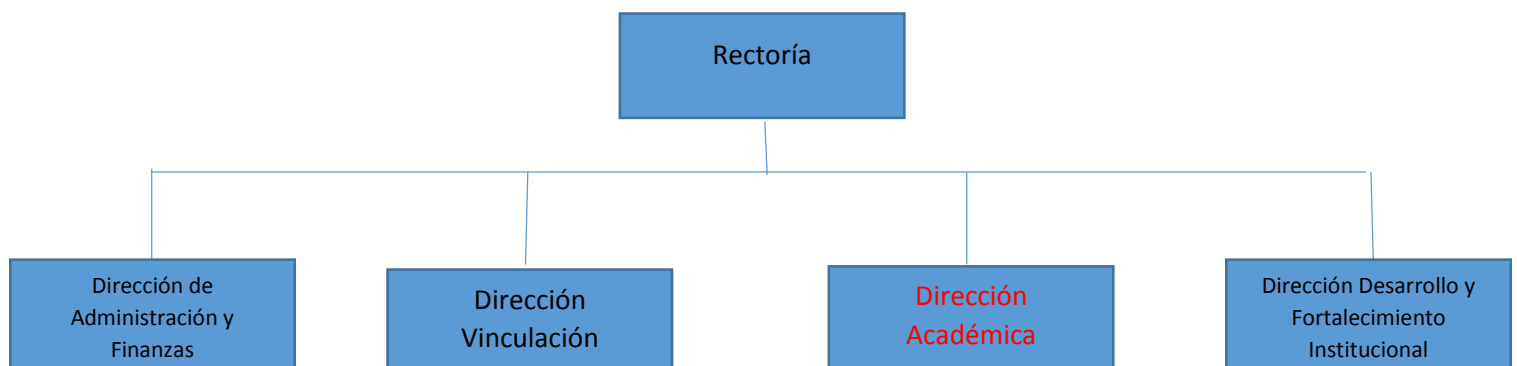 Rectoría
Dirección de
Administración y
Finanzas
Dirección
Vinculación
Dirección
Académica
Dirección Desarrollo y
Fortalecimiento
Institucional